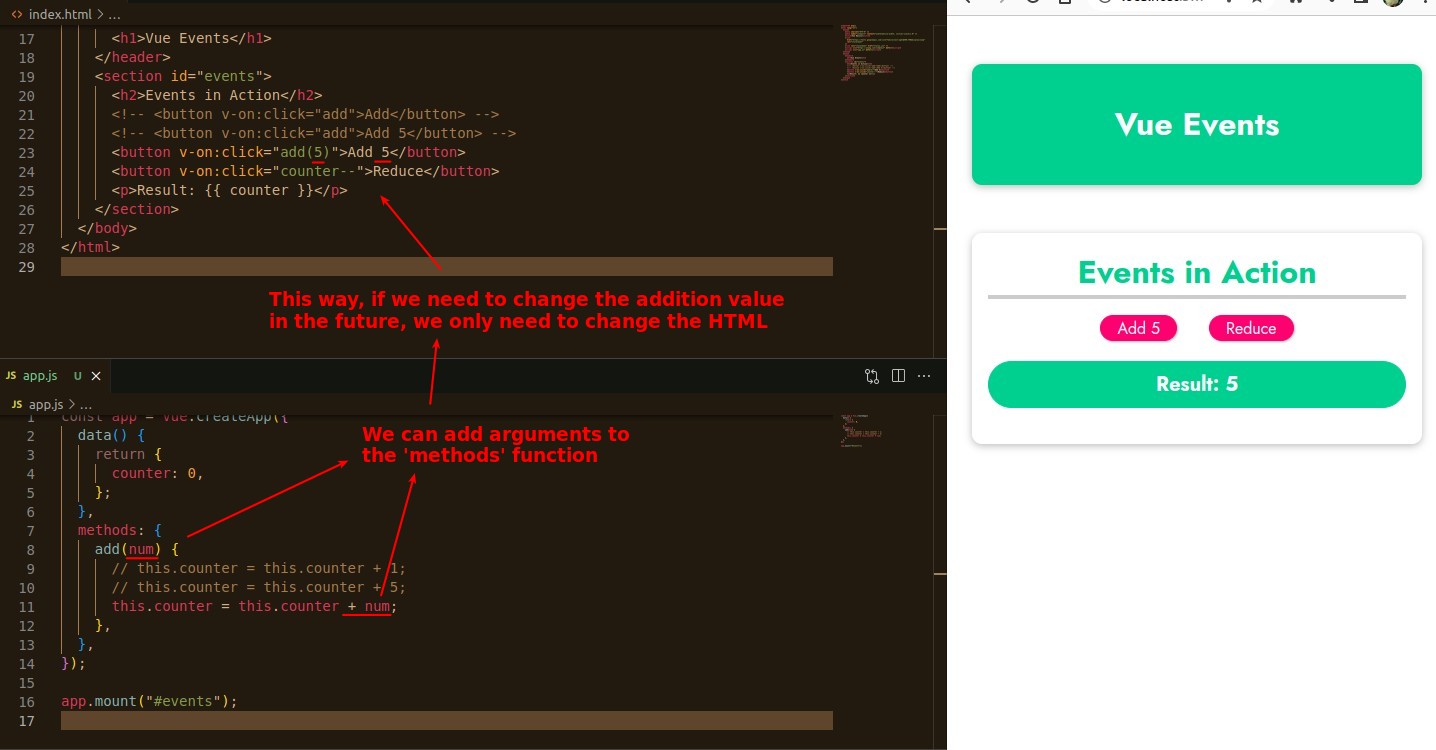 index.html > ...
17 <h1>Vue Events</h1>
18 </header>
19 <section id="events">
20 <h2>Events in Action</h2>
21 <!-- <button v-on:click="add">Add</button> -->
22 <!-- <button v-on:click="add">Add 5</button> -->
23 <button v-on:click="add(5)">Add 5</button>
24 <button v-on:click="counter--">Reduce</button>
25 <p>Result: {{ counter }}</p>
26 </section>
27 </body>
28 </html>
29
This way, if we need to change the addition value
in the future, we only need to change the HTML
JS app.js U
JS app.js > ...
1 const app = Vue.createApp({
We can add arguments to
the 'methods' function
2 data() {
3 return {
4 counter: 0,
5 };
6 },
7 methods: {
8 add(num) {
9 // this.counter = this.counter + 1;
10 // this.counter = this.counter + 5;
11 this.counter = this.counter + num;
12 },
13 },
14 });
15
16 app.mount("#events");
17
Vue Events
Events in Action
Add 5
Reduce
Result: 5